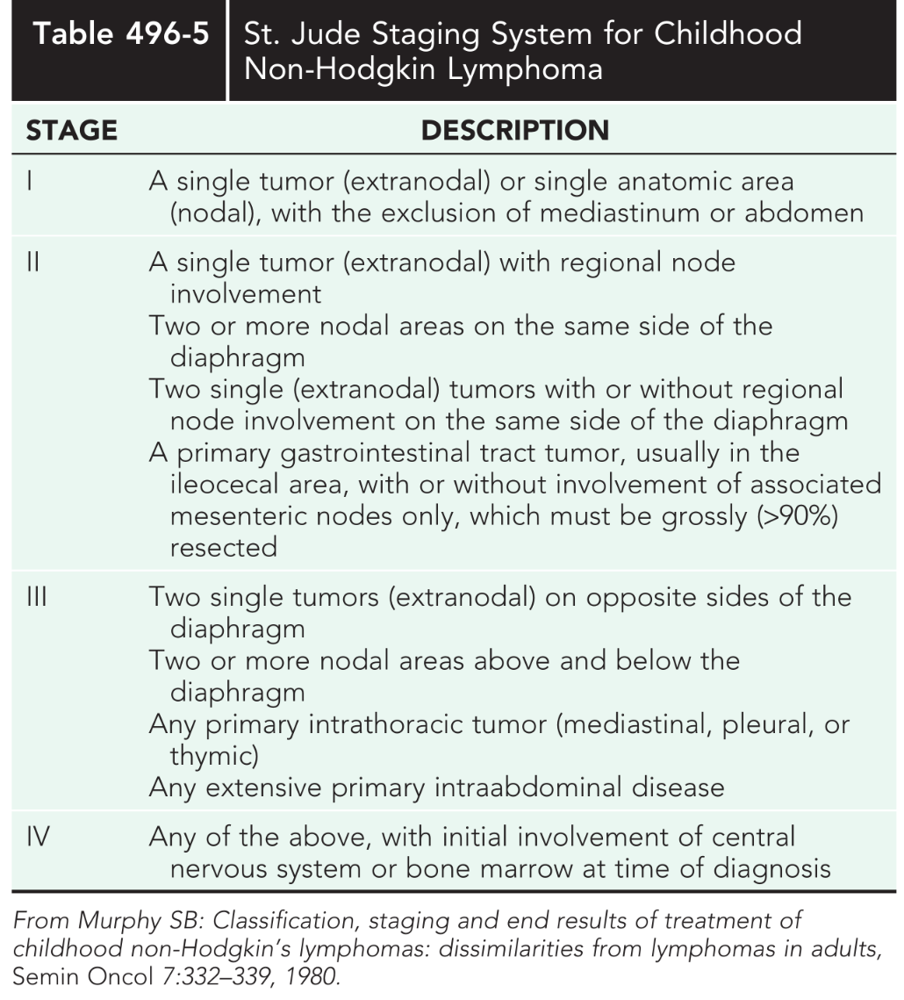 Table 496-5
St. Jude Staging System for Childhood
Non-Hodgkin Lymphoma
STAGE DESCRIPTION
I A single tumor (extranodal) or single anatomic area
(nodal), with the exclusion of mediastinum or abdomen
II A single tumor (extranodal) with regional node
involvement
Two or more nodal areas on the same side of the
diaphragm
Two single (extranodal) tumors with or without regional
node involvement on the same side of the diaphragm
A primary gastrointestinal tract tumor, usually in the
ileocecal area, with or without involvement of associated
mesenteric nodes only, which must be grossly (>90%)
resected
III Two single tumors (extranodal) on opposite sides of the
diaphragm
Two or more nodal areas above and below the
diaphragm
Any primary intrathoracic tumor (mediastinal, pleural, or
thymic)
Any extensive primary intraabdominal disease
IV Any of the above, with initial involvement of central
nervous system or bone marrow at time of diagnosis
From Murphy SB: Classification, staging and end results of treatment of
childhood non-Hodgkin's lymphomas: dissimilarities from lymphomas in adults,
Semin Oncol 7:332–339, 1980.